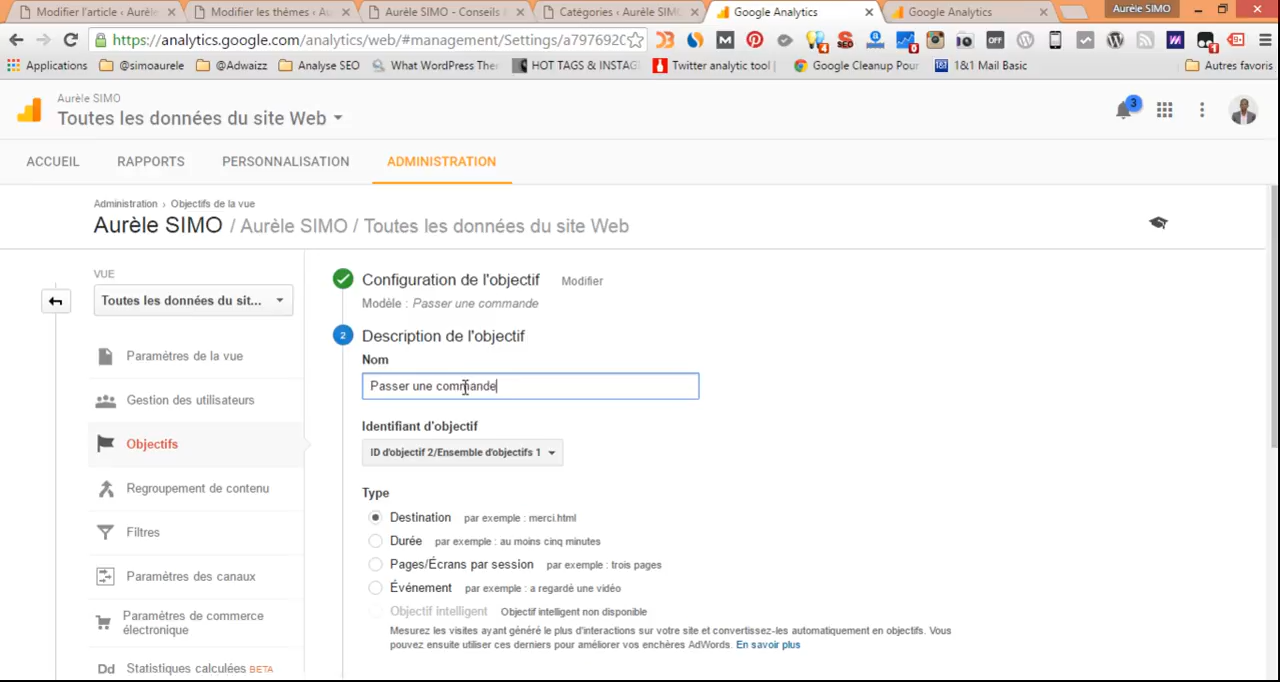 Modifier l'article ‹ Aurèle
Modifier les thèmes ‹ Au
Aurèle SIMO - Conseils
Catégories ‹ Aurèle SIM
Google Analytics
Google Analytics
Aurèle SIMO
https://analytics.google.com/analytics/web/#management/Settings/a797692
Applications
@simoaurele
@Adwaizz
Analyse SEO
What WordPress The
HOT TAGS & INSTAG
Twitter analytic tool |
Google Cleanup Pour
1&1 Mail Basic
Autres favoris
Aurèle SIMO
Toutes les données du site Web
3
ACCUEIL
RAPPORTS
PERSONNALISATION
ADMINISTRATION
Administration › Objectifs de la vue
Aurèle SIMO / Aurèle SIMO / Toutes les données du site Web
VUE
Toutes les données du sit...
Paramètres de la vue
Gestion des utilisateurs
Objectifs
Regroupement de contenu
Filtres
Paramètres des canaux
Paramètres de commerce
électronique
Dd Statistiques calculées BETA
Configuration de l'objectif Modifier
Modèle : Passer une commande
2 Description de l'objectif
Nom
Passer une commande
Identifiant d'objectif
ID d'objectif 2/Ensemble d'objectifs 1
Type
Destination par exemple : merci.html
Durée par exemple : au moins cinq minutes
Pages/Écrans par session par exemple : trois pages
Événement par exemple : a regardé une vidéo
Objectif intelligent Objectif intelligent non disponible
Mesurez les visites ayant généré le plus d'interactions sur votre site et convertissez-les automatiquement en objectifs. Vous
pouvez ensuite utiliser ces derniers pour améliorer vos enchères AdWords. En savoir plus